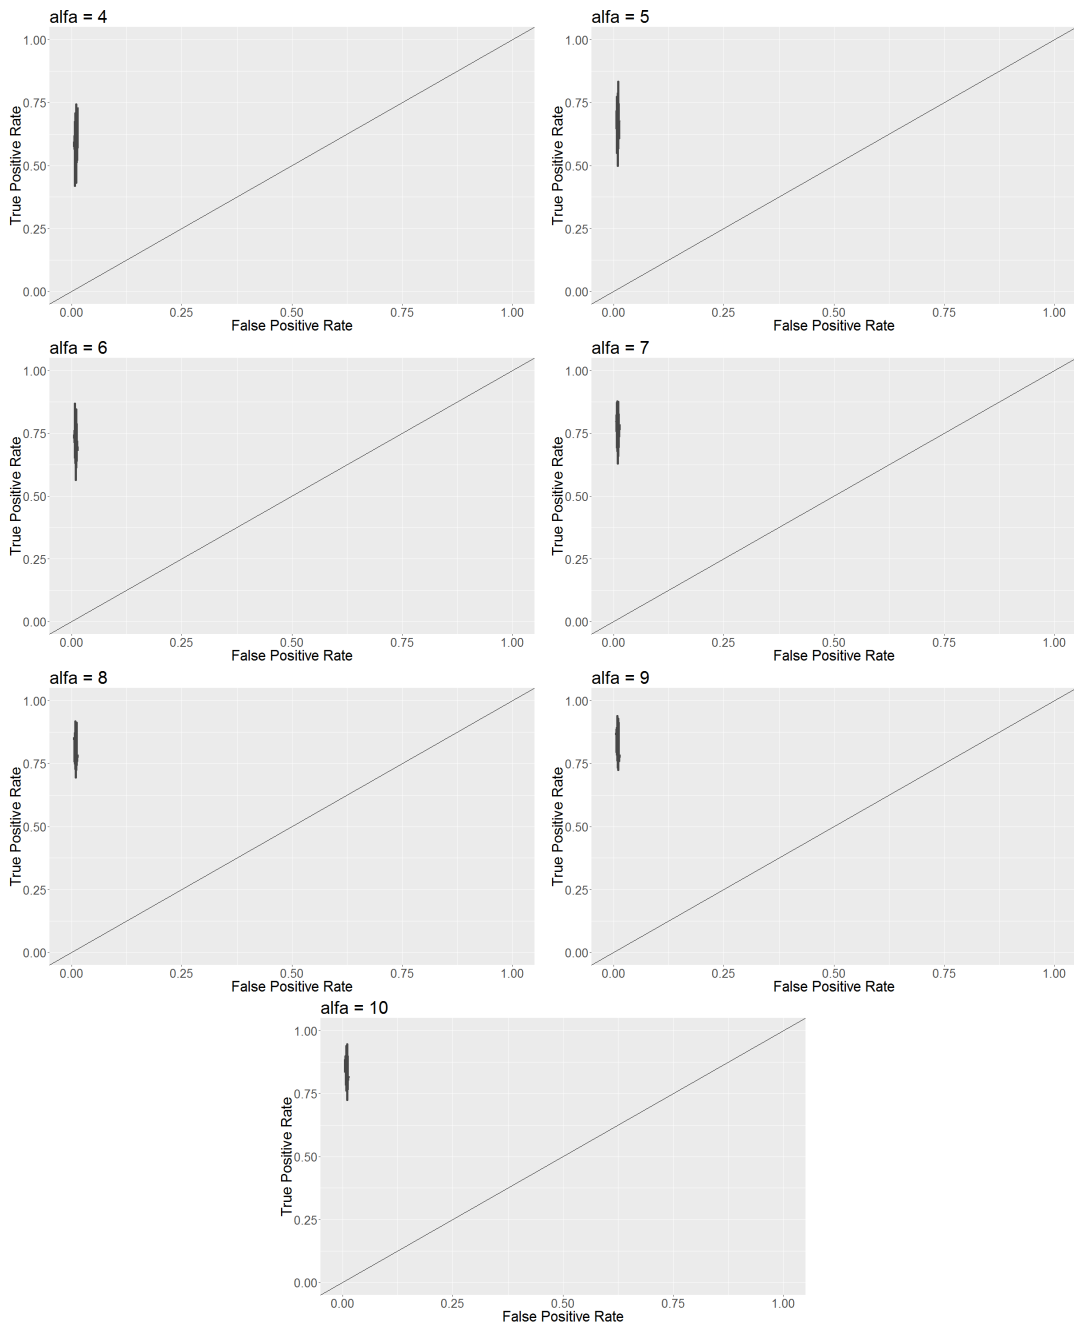 alfa = 4
1.00
0.75
0.50
0.25
0.00
True Positive Rate
0.00 0.25 0.50 0.75 1.00
False Positive Rate
alfa = 5
1.00
0.75
0.50
0.25
0.00
True Positive Rate
0.00 0.25 0.50 0.75 1.00
False Positive Rate
alfa = 6
1.00
0.75
0.50
0.25
0.00
True Positive Rate
0.00 0.25 0.50 0.75 1.00
False Positive Rate
alfa = 7
1.00
0.75
0.50
0.25
0.00
True Positive Rate
0.00 0.25 0.50 0.75 1.00
False Positive Rate
alfa = 8
1.00
0.75
0.50
0.25
0.00
True Positive Rate
0.00 0.25 0.50 0.75 1.00
False Positive Rate
alfa = 9
1.00
0.75
0.50
0.25
0.00
True Positive Rate
0.00 0.25 0.50 0.75 1.00
False Positive Rate
alfa = 10
1.00
0.75
0.50
0.25
0.00
True Positive Rate
0.00 0.25 0.50 0.75 1.00
False Positive Rate